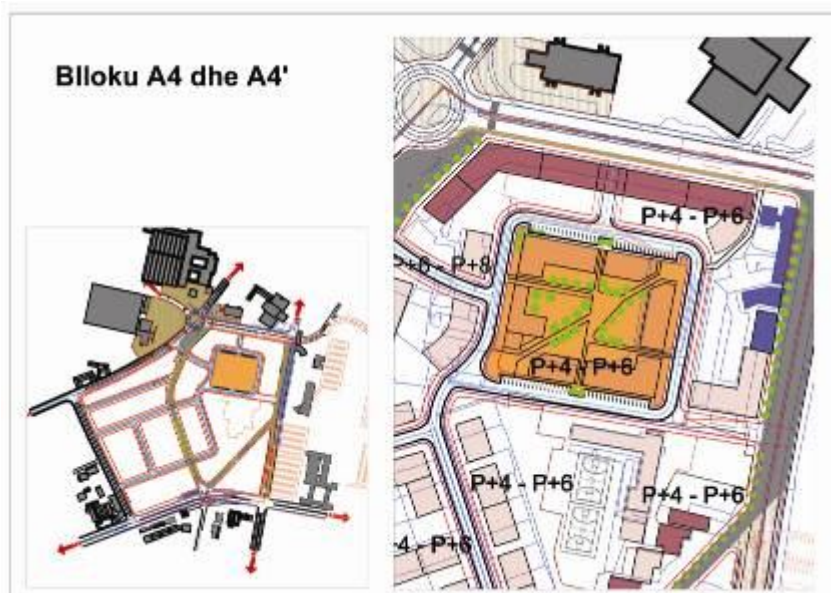 Blloku A4 dhe A4'
P+4 - P+6
P+6 - P+8
P+4 - P+6
P+4 - P+6
P+4 - P+6
-4 - P+6